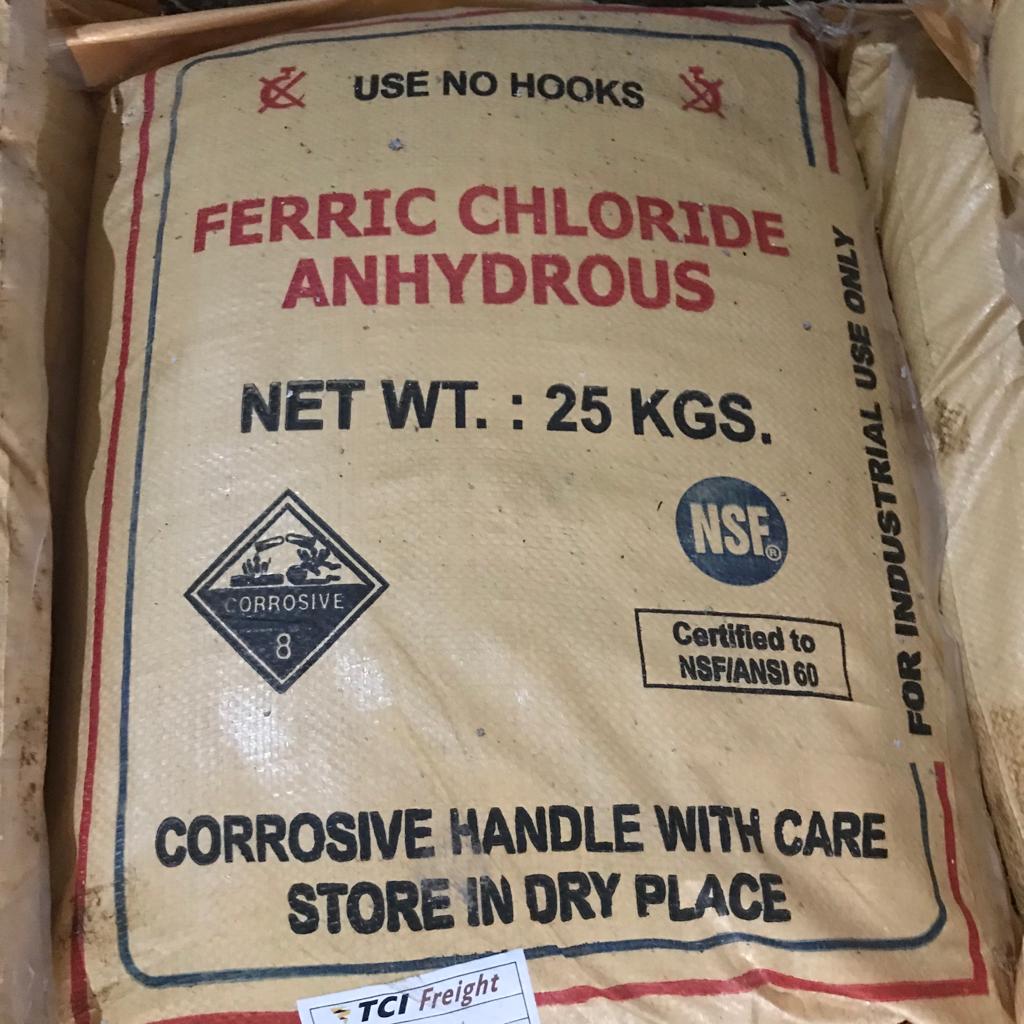 USE NO HOOKS
FERRIC CHLORIDE
ANHYDROUS
NET WT. : 25 KGS.
CORROSIVE
8
NSF®
Certified to
NSF/ANSI 60
FOR INDUSTRIAL USE ONLY
CORROSIVE HANDLE WITH CARE
STORE IN DRY PLACE
TCI Freight